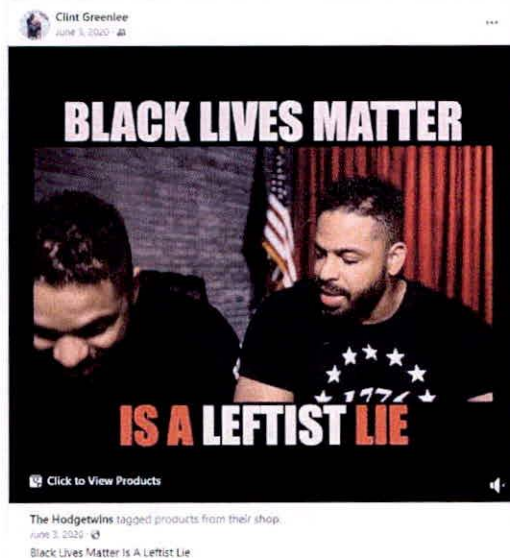 Clint Greenlee
June 3, 2020
BLACK LIVES MATTER
1776
IS A LEFTIST LIE
Click to View Products
The Hodgetwins tagged products from their shop.
June 3, 2020
Black Lives Matter Is A Leftist Lie